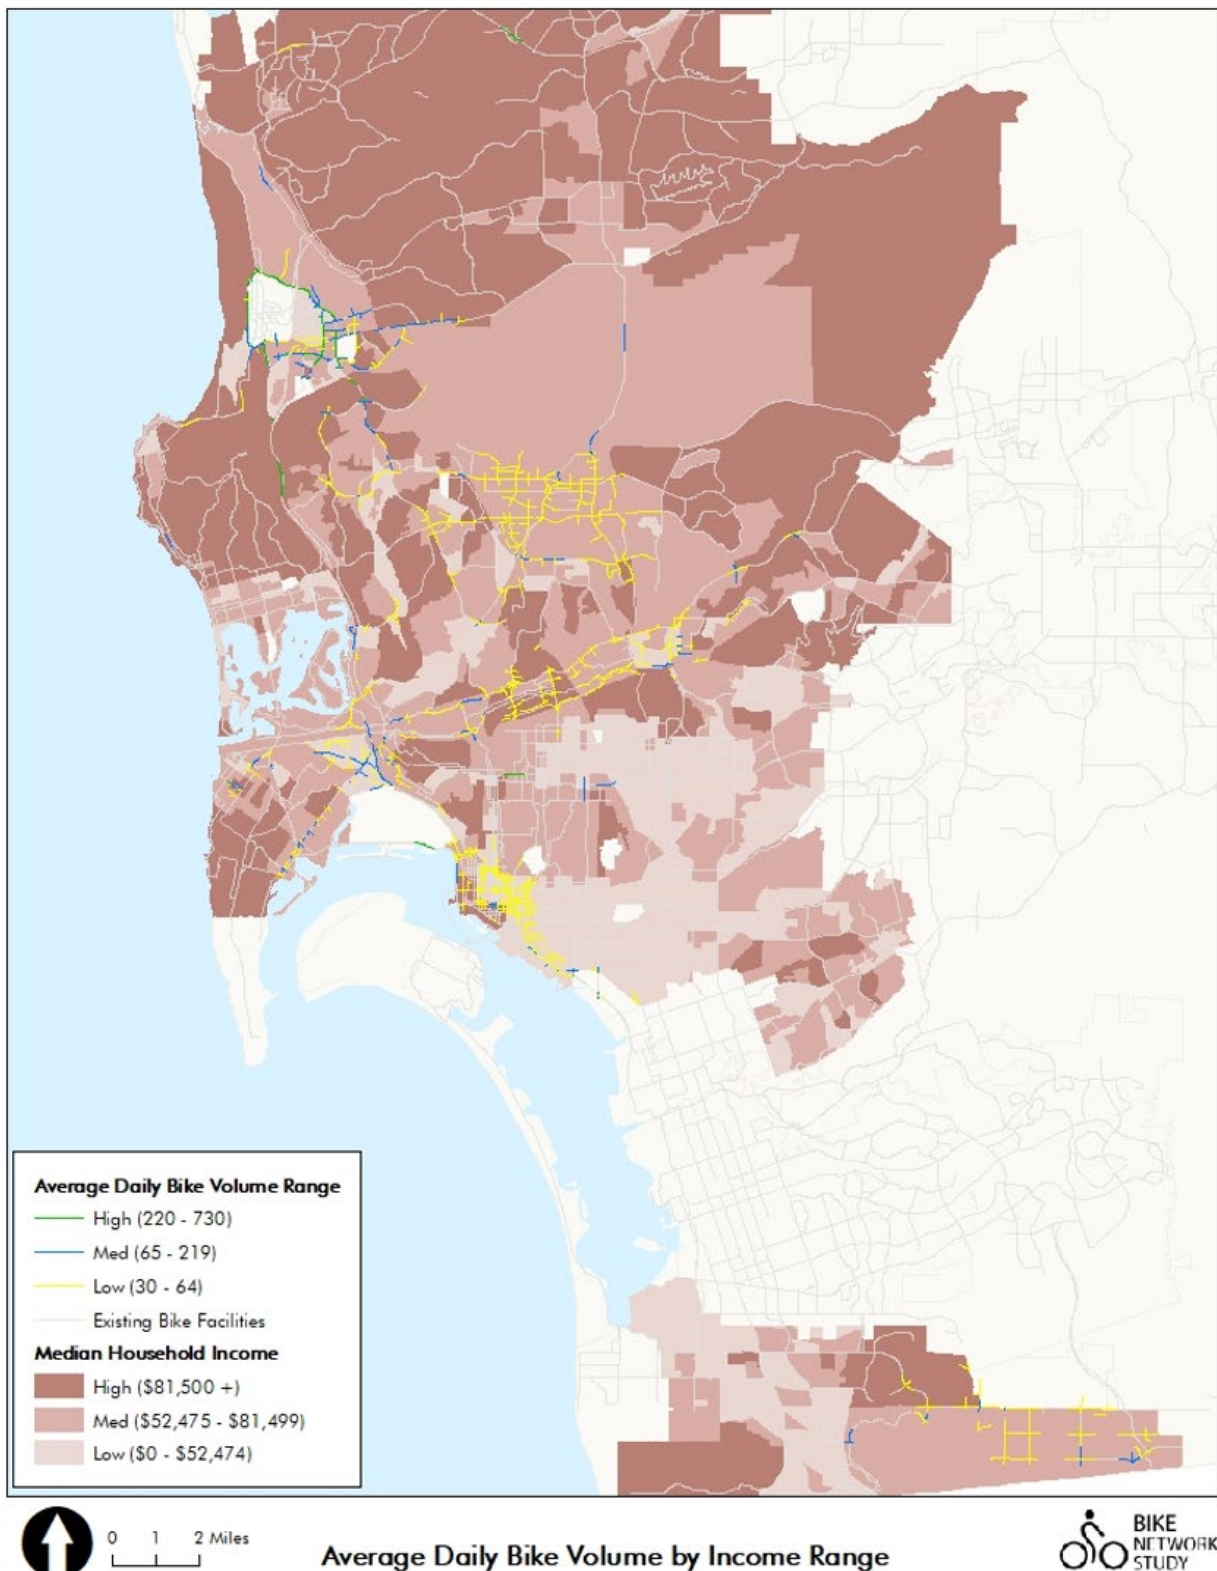 Average Daily Bike Volume Range
High (220 - 730)
Med (65 - 219)
Low (30 - 64)
Existing Bike Facilities
Median Household Income
High ($81,500 +)
Med ($52,475 - $81,499)
Low ($0 - $52,474)
0 1 2 Miles
Average Daily Bike Volume by Income Range
BIKE
NETWORK
STUDY